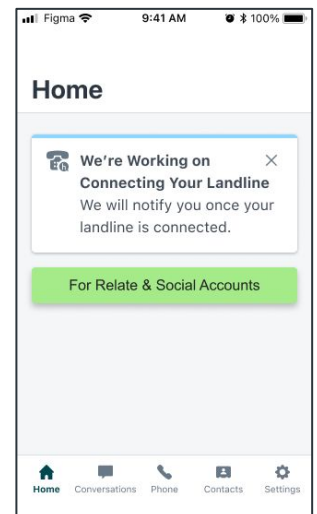 Figma 9:41 AM 100%
Home
We're Working on
Connecting Your Landline
We will notify you once your
landline is connected.
For Relate & Social Accounts
Home Conversations Phone Contacts Settings